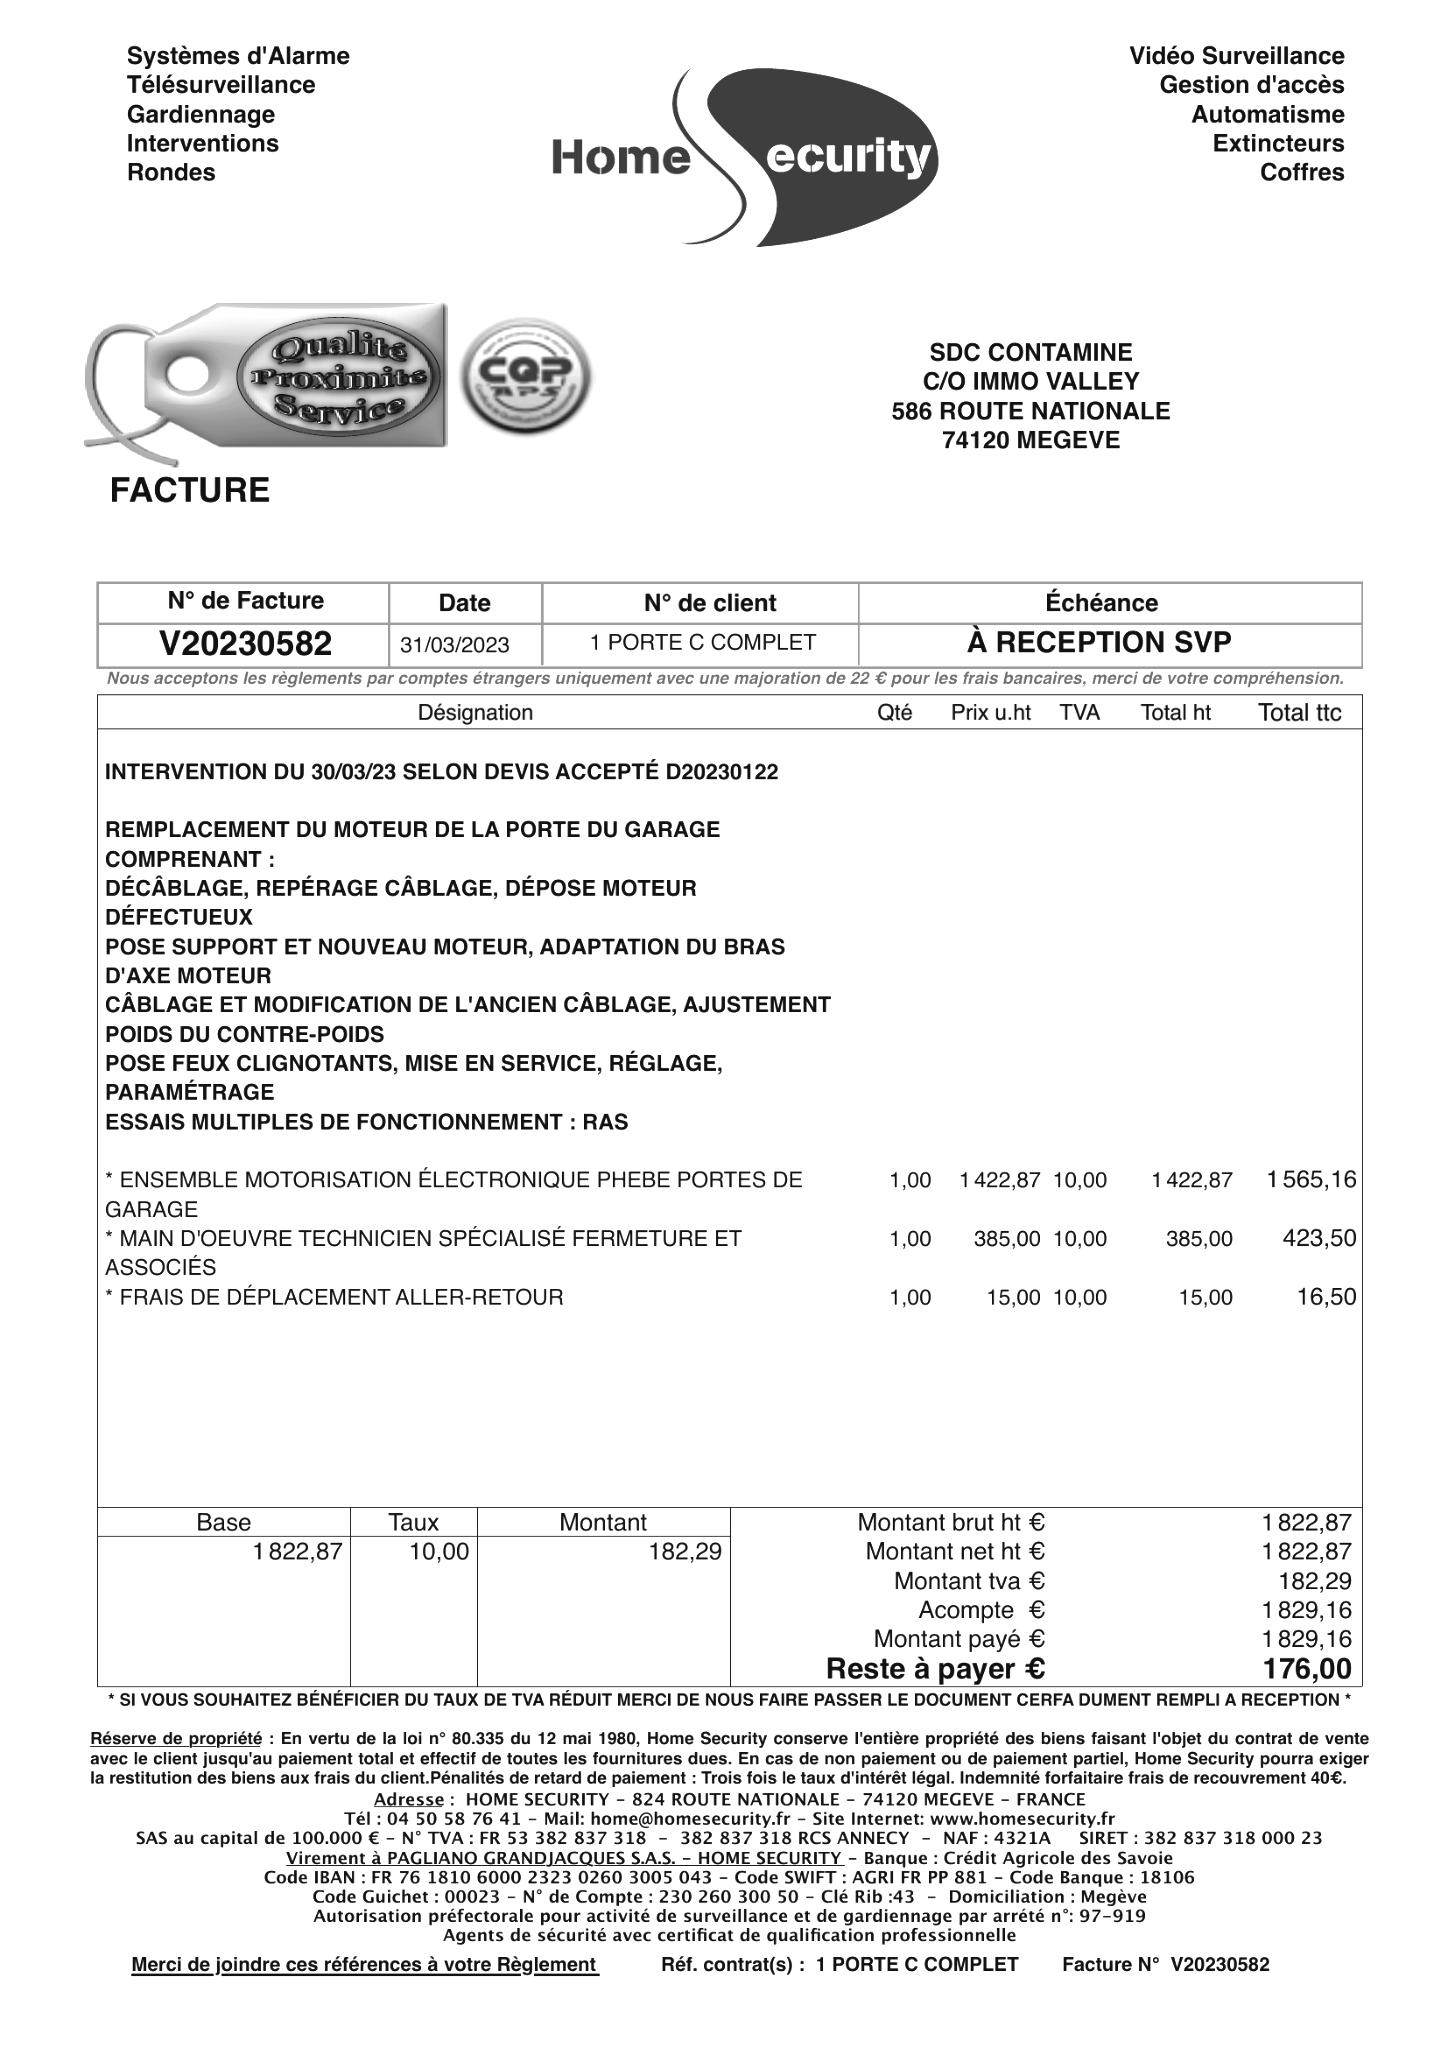 Systèmes d'Alarme
Télésurveillance
Gardiennage
Interventions
Rondes
Home Security
Vidéo Surveillance
Gestion d'accès
Automatisme
Extincteurs
Coffres
Qualité
Proximité
Service
CQP
APS
SDC CONTAMINE
C/O IMMO VALLEY
586 ROUTE NATIONALE
74120 MEGEVE
FACTURE
N° de Facture Date N° de client Échéance
V20230582 31/03/2023 1 PORTE C COMPLET À RECEPTION SVP
Nous acceptons les règlements par comptes étrangers uniquement avec une majoration de 22 € pour les frais bancaires, merci de votre compréhension.
Désignation Qté Prix u.ht TVA Total ht Total ttc
INTERVENTION DU 30/03/23 SELON DEVIS ACCEPTÉ D20230122
REMPLACEMENT DU MOTEUR DE LA PORTE DU GARAGE
COMPRENANT :
DÉCÂBLAGE, REPÉRAGE CÂBLAGE, DÉPOSE MOTEUR
DÉFECTUEUX
POSE SUPPORT ET NOUVEAU MOTEUR, ADAPTATION DU BRAS
D'AXE MOTEUR
CÂBLAGE ET MODIFICATION DE L'ANCIEN CÂBLAGE, AJUSTEMENT
POIDS DU CONTRE-POIDS
POSE FEUX CLIGNOTANTS, MISE EN SERVICE, RÉGLAGE,
PARAMÉTRAGE
ESSAIS MULTIPLES DE FONCTIONNEMENT : RAS
* ENSEMBLE MOTORISATION ÉLECTRONIQUE PHEBE PORTES DE 1,00 1 422,87 10,00 1 422,87 1 565,16
GARAGE
* MAIN D'OEUVRE TECHNICIEN SPÉCIALISÉ FERMETURE ET 1,00 385,00 10,00 385,00 423,50
ASSOCIÉS
* FRAIS DE DÉPLACEMENT ALLER-RETOUR 1,00 15,00 10,00 15,00 16,50
Base Taux Montant
1 822,87 10,00 182,29
Montant brut ht € 1 822,87
Montant net ht € 1 822,87
Montant tva € 182,29
Acompte € 1 829,16
Montant payé € 1 829,16
Reste à payer € 176,00
* SI VOUS SOUHAITEZ BÉNÉFICIER DU TAUX DE TVA RÉDUIT MERCI DE NOUS FAIRE PASSER LE DOCUMENT CERFA DUMENT REMPLI A RECEPTION *
Réserve de propriété : En vertu de la loi n° 80.335 du 12 mai 1980, Home Security conserve l'entière propriété des biens faisant l'objet du contrat de vente
avec le client jusqu'au paiement total et effectif de toutes les fournitures dues. En cas de non paiement ou de paiement partiel, Home Security pourra exiger
la restitution des biens aux frais du client.Pénalités de retard de paiement : Trois fois le taux d'intérêt légal. Indemnité forfaitaire frais de recouvrement 40€.
Adresse : HOME SECURITY – 824 ROUTE NATIONALE – 74120 MEGEVE – FRANCE
Tél : 04 50 58 76 41 – Mail: home@homesecurity.fr – Site Internet: www.homesecurity.fr
SAS au capital de 100.000 € – N° TVA : FR 53 382 837 318 – 382 837 318 RCS ANNECY – NAF : 4321A SIRET : 382 837 318 000 23
Virement à PAGLIANO GRANDJACQUES S.A.S. – HOME SECURITY – Banque : Crédit Agricole des Savoie
Code IBAN : FR 76 1810 6000 2323 0260 3005 043 – Code SWIFT : AGRI FR PP 881 – Code Banque : 18106
Code Guichet : 00023 – N° de Compte : 230 260 300 50 – Clé Rib :43 – Domiciliation : Megève
Autorisation préfectorale pour activité de surveillance et de gardiennage par arrété n°: 97-919
Agents de sécurité avec certificat de qualification professionnelle
Merci de joindre ces références à votre Règlement Réf. contrat(s) : 1 PORTE C COMPLET Facture N° V20230582